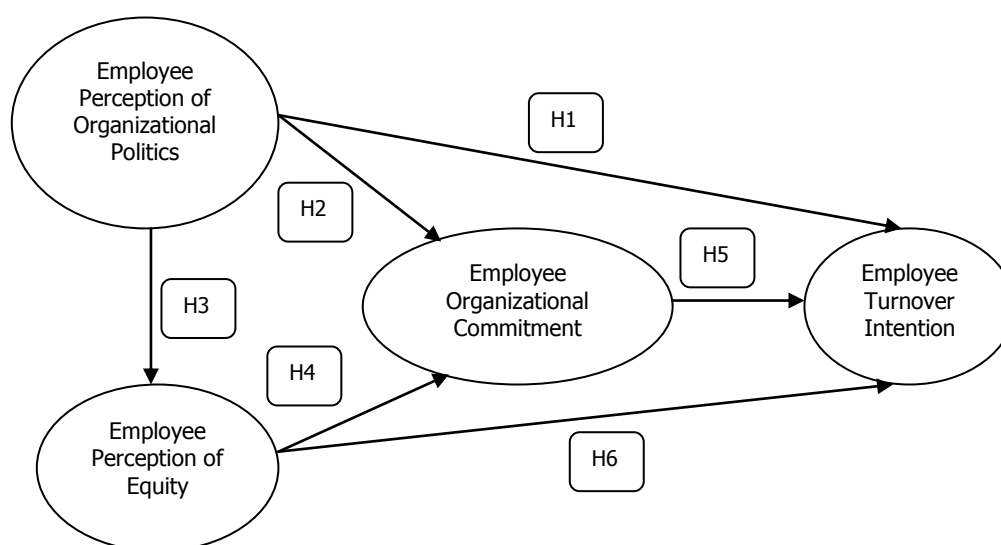 Employee
Perception of
Organizational
Politics
H1
H2
Employee
Organizational
Commitment
H5
Employee
Turnover
Intention
H3
H4
Employee
Perception of
Equity
H6